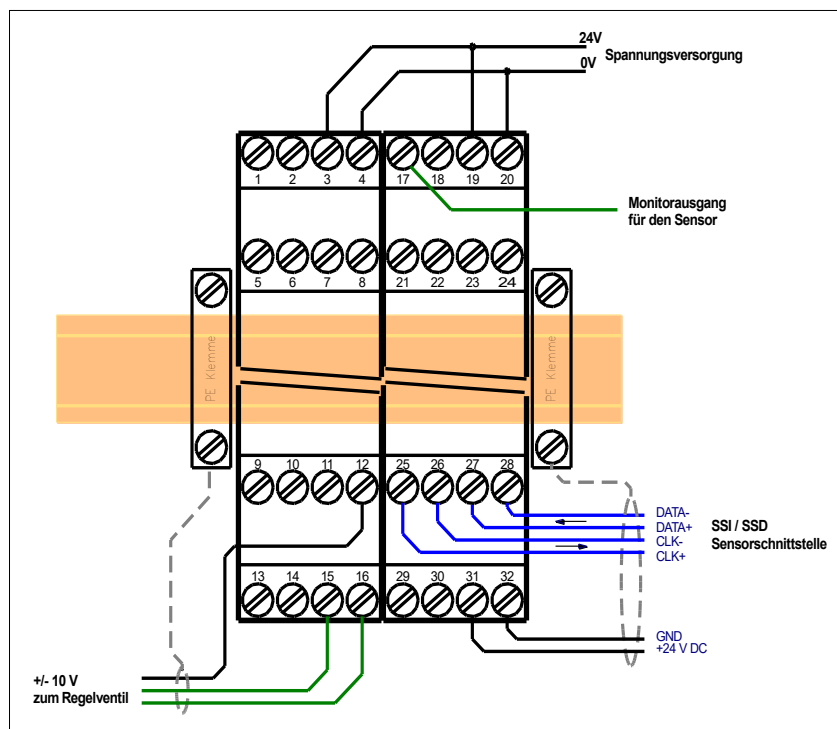 24V
Spannungsversorgung
0V
1 2 3 4 17 18 19 20
Monitorausgang
für den Sensor
5 6 7 8 21 22 23 24
PE Klemme
PE Klemme
9 10 11 12 25 26 27 28
DATA-
DATA+
CLK-
CLK+
SSI / SSD
Sensorschnittstelle
13 14 15 16 29 30 31 32
GND
+24 V DC
+/- 10 V
zum Regelventil